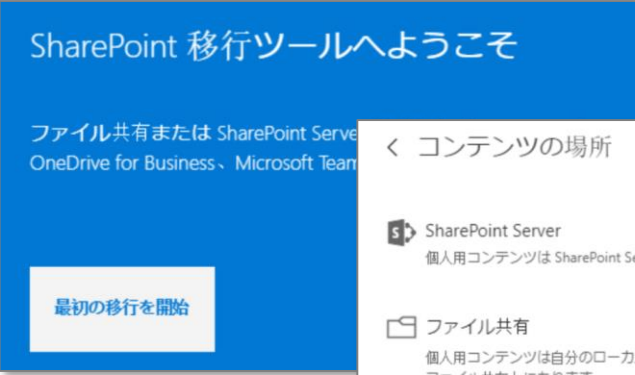 SharePoint 移行ツールへようこそ
ファイル共有または SharePoint Serve
OneDrive for Business、Microsoft Team
最初の移行を開始
< コンテンツの場所
SharePoint Server
個人用コンテンツは SharePoint Se
ファイル共有
個人用コンテンツは自分のローカ